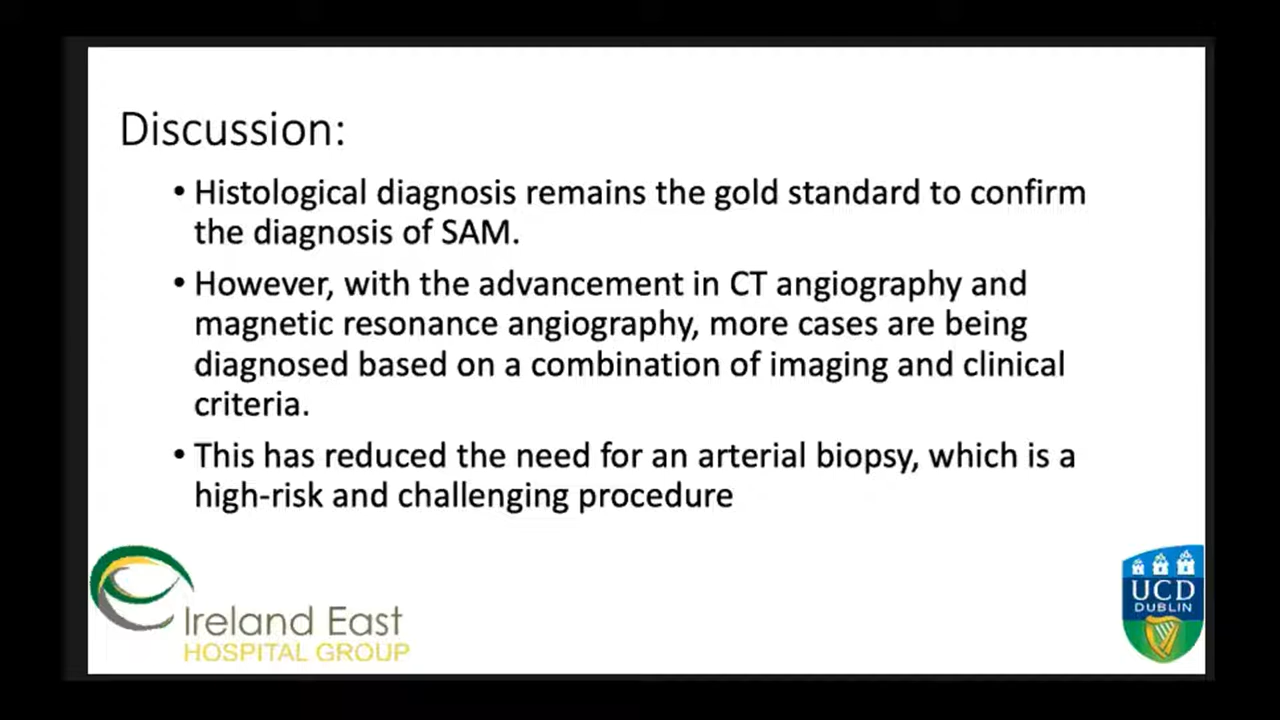 Discussion:
• Histological diagnosis remains the gold standard to confirm
the diagnosis of SAM.
• However, with the advancement in CT angiography and
magnetic resonance angiography, more cases are being
diagnosed based on a combination of imaging and clinical
criteria.
• This has reduced the need for an arterial biopsy, which is a
high-risk and challenging procedure
Ireland East
HOSPITAL GROUP
UCD
DUBLIN